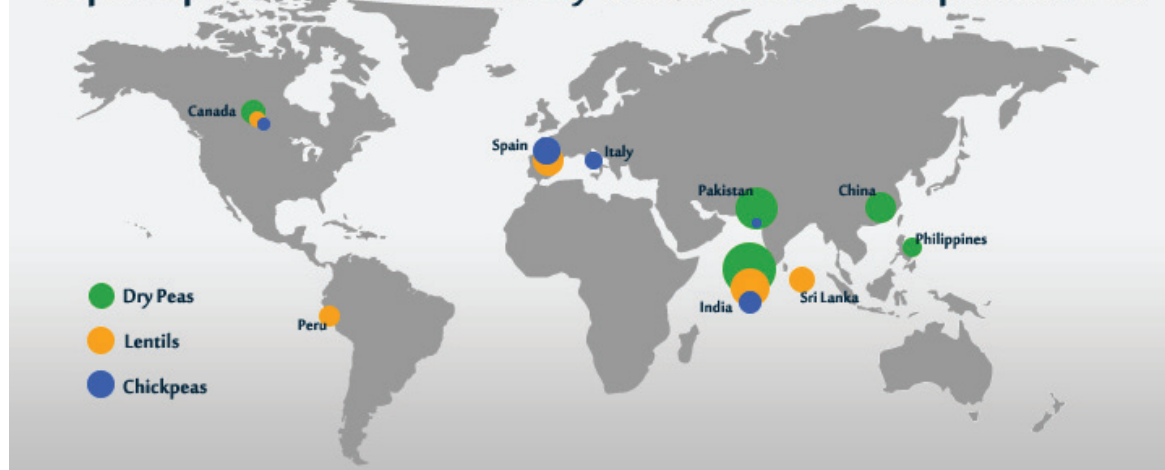 Canada
Spain
Italy
Pakistan
China
Philippines
India
Sri Lanka
Peru
Dry Peas
Lentils
Chickpeas